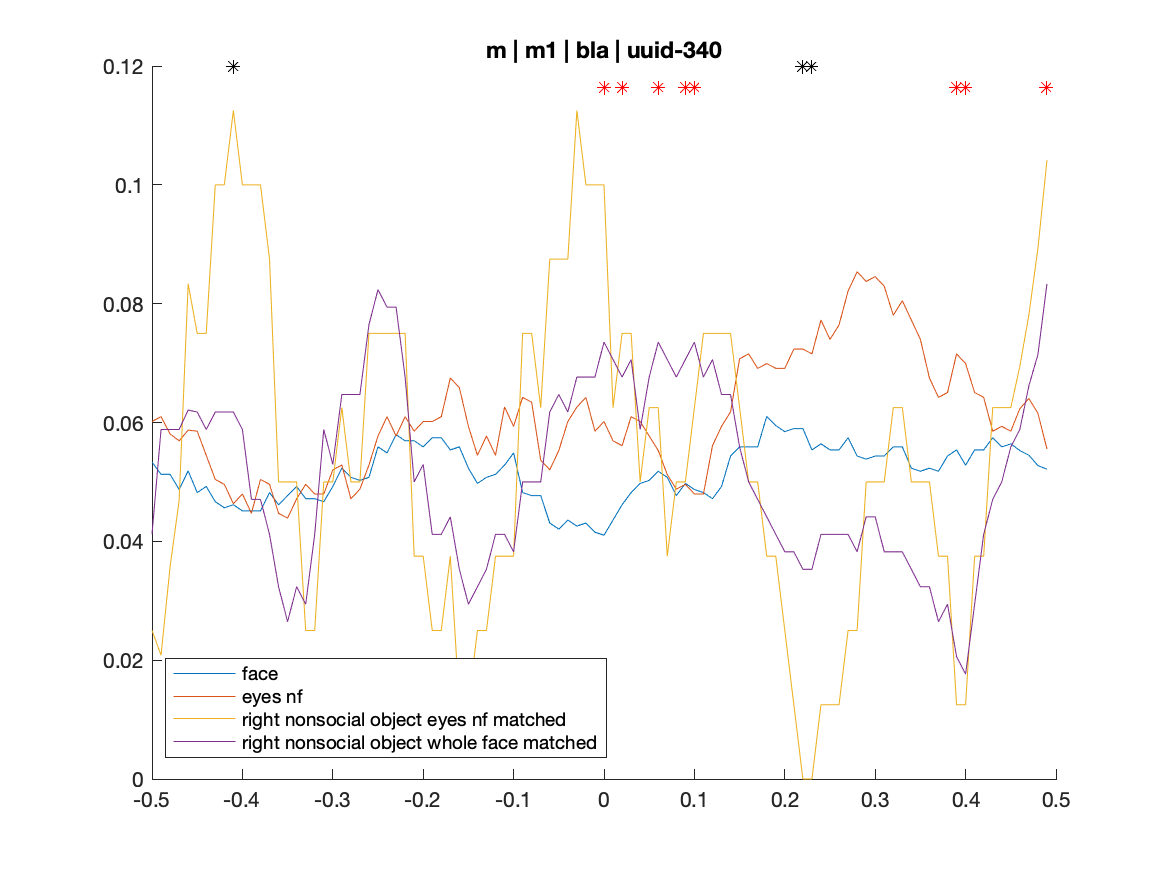 m | m1 | bla | uuid-340
0.12
0.1
0.08
0.06
0.04
0.02
0
face
eyes nf
right nonsocial object eyes nf matched
right nonsocial object whole face matched
-0.5 -0.4 -0.3 -0.2 -0.1 0 0.1 0.2 0.3 0.4 0.5